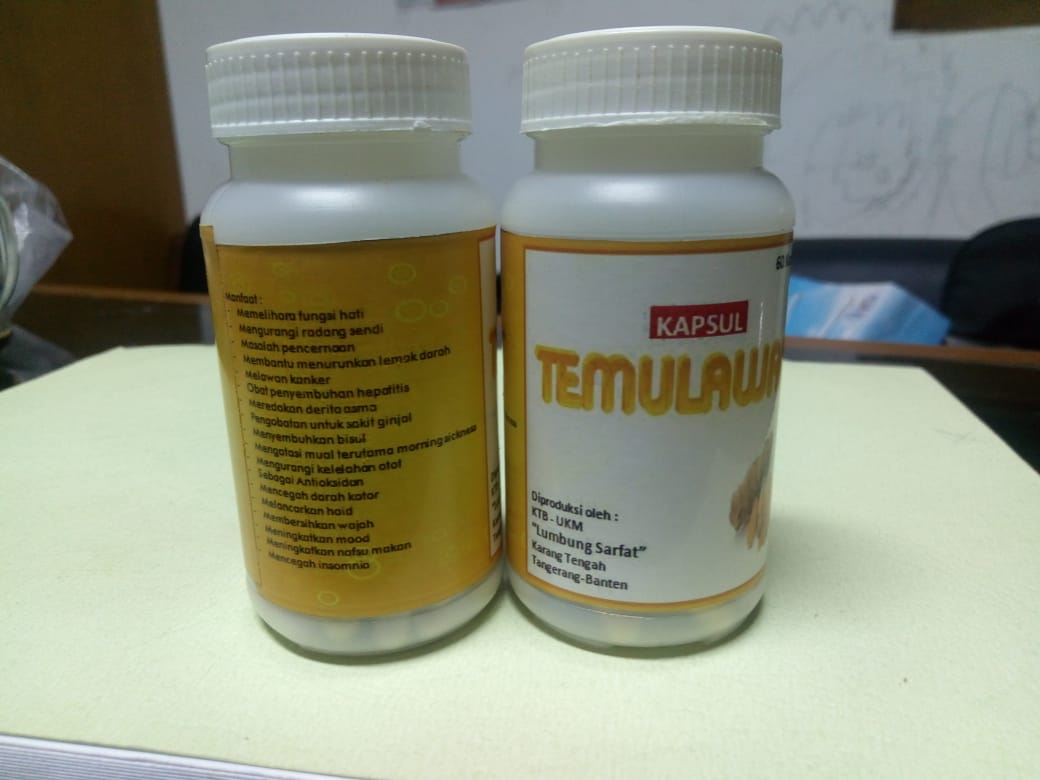 Manfaat :
Memelihara fungsi hati
Mengurangi radang sendi
Masalah pencernaan
Membantu menurunkan lemak darah
Melawan kanker
Obat penyembuhan hepatitis
Meredakan derita asma
Pengobatan untuk sakit ginjal
Menyembuhkan bisul
Mengatasi mual terutama morning sickness
Mengurangi kelelahan otot
Sebagai Antioksidan
Mencegah darah kotor
Melancarkan haid
Membersihkan wajah
Meningkatkan mood
Meningkatkan nafsu makan
Mencegah insomnia
60
KAPSUL
TEMULAWA
Diproduksi oleh :
KTB - UKM
"Lumbung Sarfat"
Karang Tengah
Tangerang-Banten